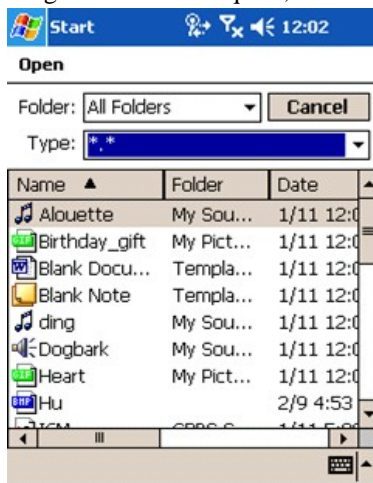 Start 12:02
Open
Folder: All Folders Cancel
Type: *.*
Name Folder Date
Alouette My Sou... 1/11 12:0
Birthday_gift My Pict... 1/11 12:0
Blank Docu... Templa... 1/11 12:0
Blank Note Templa... 1/11 12:0
ding My Sou... 1/11 12:0
Dogbark My Sou... 1/11 12:0
Heart My Pict... 1/11 12:0
Hu 2/9 4:53